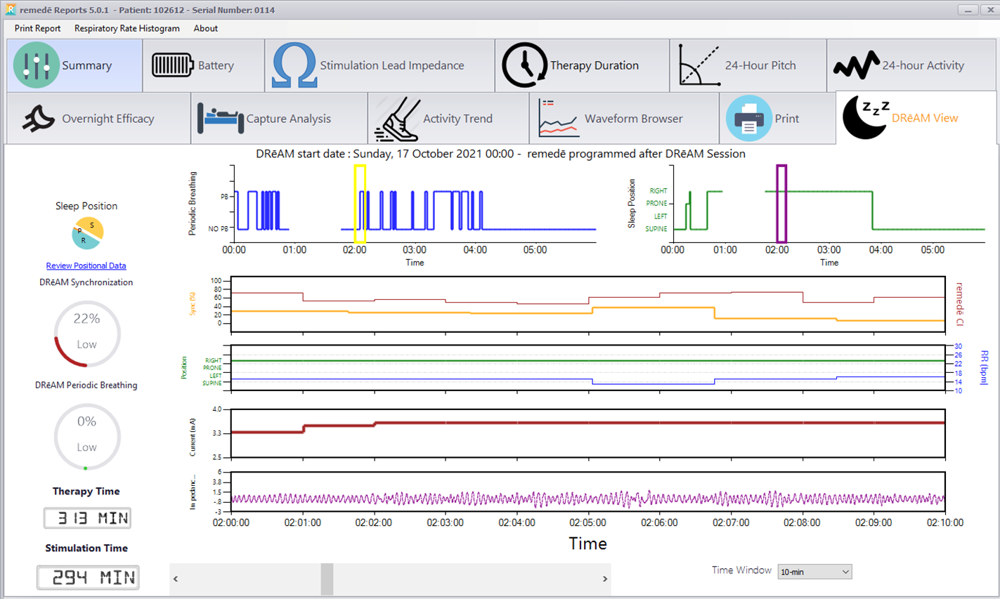 remedē Reports 5.0.1 - Patient: 102612 - Serial Number: 0114
Print Report Respiratory Rate Histogram About
Summary Battery Stimulation Lead Impedance Therapy Duration 24-Hour Pitch 24-hour Activity
Overnight Efficacy Capture Analysis Activity Trend Waveform Browser Print DRēAM View
DRēAM start date : Sunday, 17 October 2021 00:00 - remedē programmed after DRēAM Session
Sleep Position
S
P
R
Review Positional Data
DRēAM Synchronization
22%
Low
DRēAM Periodic Breathing
0%
Low
Therapy Time
313 MIN
Stimulation Time
294 MIN
Periodic Breathing
PB
NO PB
00:00 01:00 02:00 03:00 04:00 05:00
Time
Sleep Position
RIGHT
PRONE
LEFT
SUPINE
00:00 01:00 02:00 03:00 04:00 05:00
Time
Sync (%)
100
80
60
40
20
0
remedē CI
Position
RIGHT
PRONE
LEFT
SUPINE
30
26
22
18
14
10
RR (bpm)
Current (mA)
4.0
3.3
2.5
Impedanc...
6
3.8
1.5
-.8
-3
02:00:00 02:01:00 02:02:00 02:03:00 02:04:00 02:05:00 02:06:00 02:07:00 02:08:00 02:09:00 02:10:00
Time
Time Window 10-min